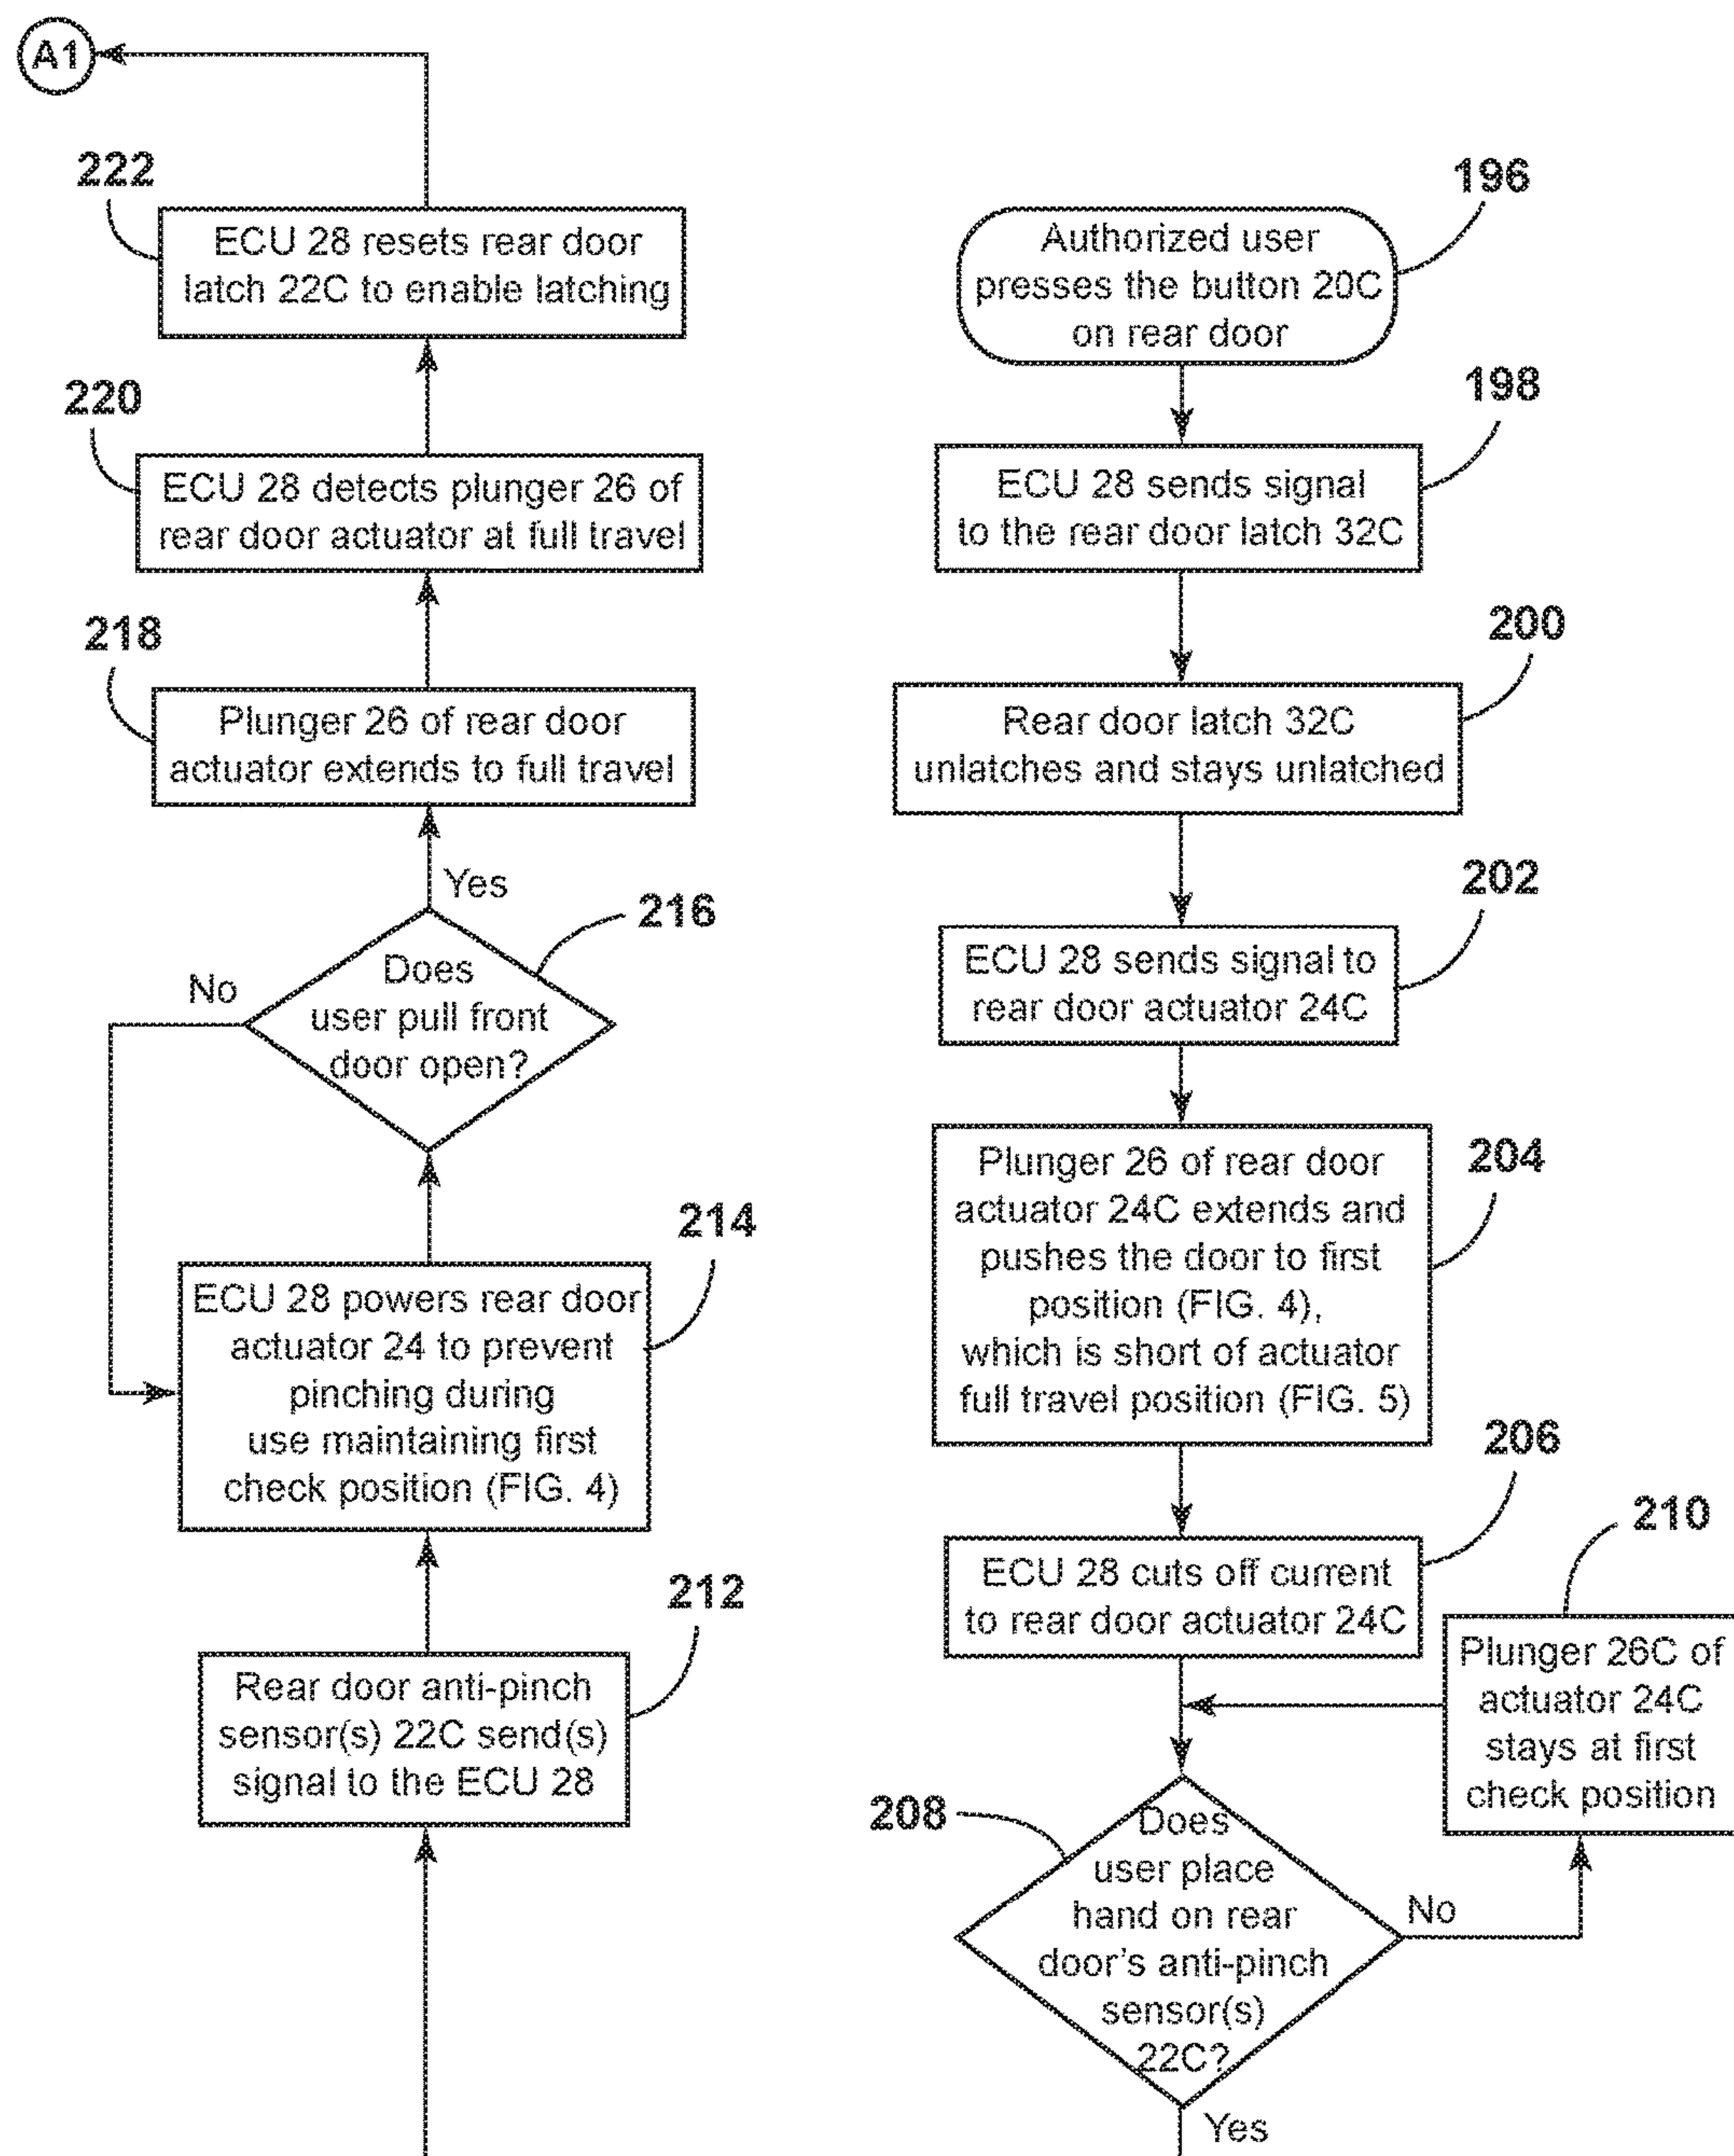 A1
222
ECU 28 resets rear door
latch 22C to enable latching
220
ECU 28 detects plunger 26 of
rear door actuator at full travel
218
Plunger 26 of rear door
actuator extends to full travel
Yes
216
No
Does
user pull front
door open?
214
ECU 28 powers rear door
actuator 24 to prevent
pinching during
use maintaining first
check position (FIG. 4)
212
Rear door anti-pinch
sensor(s) 22C send(s)
signal to the ECU 28
196
Authorized user
presses the button 20C
on rear door
198
ECU 28 sends signal
to the rear door latch 32C
200
Rear door latch 32C
unlatches and stays unlatched
202
ECU 28 sends signal to
rear door actuator 24C
204
Plunger 26 of rear door
actuator 24C extends and
pushes the door to first
position (FIG. 4),
which is short of actuator
full travel position (FIG. 5)
206
ECU 28 cuts off current
to rear door actuator 24C
210
Plunger 26C of
actuator 24C
stays at first
check position
208
Does
user place
hand on rear
door's anti-pinch
sensor(s)
22C?
No
Yes